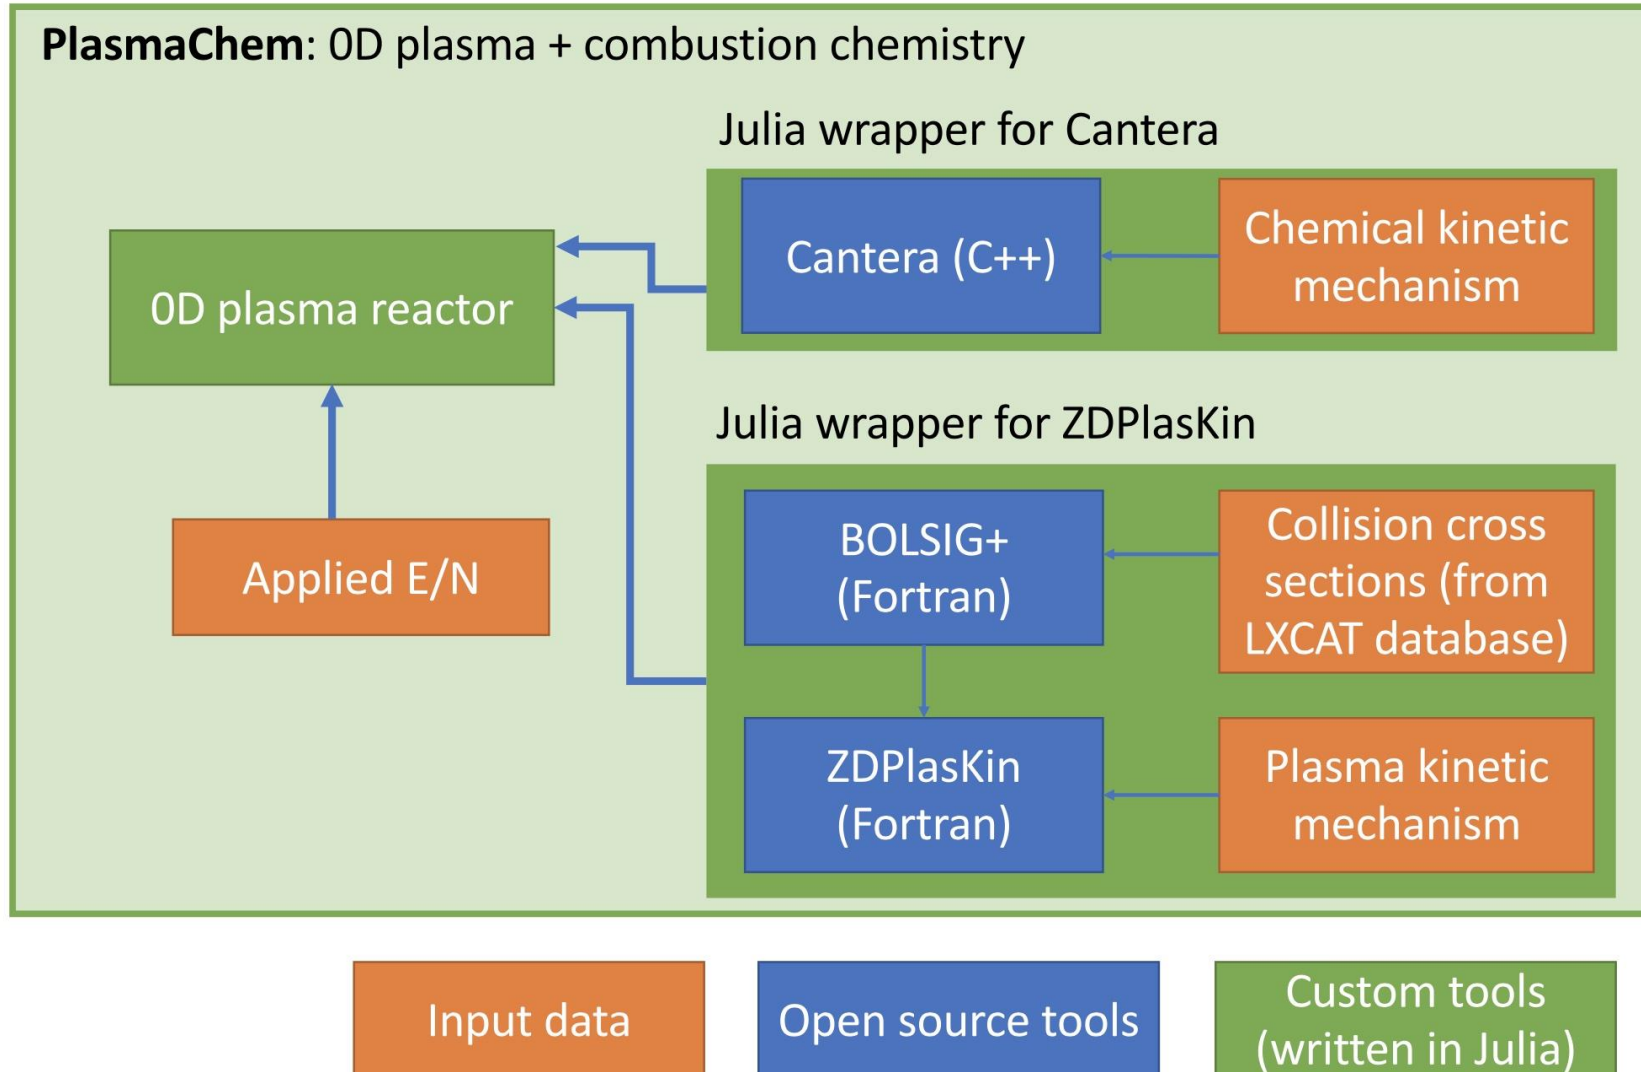 PlasmaChem: 0D plasma + combustion chemistry
Julia wrapper for Cantera
Cantera (C++)
Chemical kinetic
mechanism
0D plasma reactor
Applied E/N
Julia wrapper for ZDPlasKin
BOLSIG+
(Fortran)
Collision cross
sections (from
LXCAT database)
ZDPlasKin
(Fortran)
Plasma kinetic
mechanism
Input data
Open source tools
Custom tools
(written in Julia)